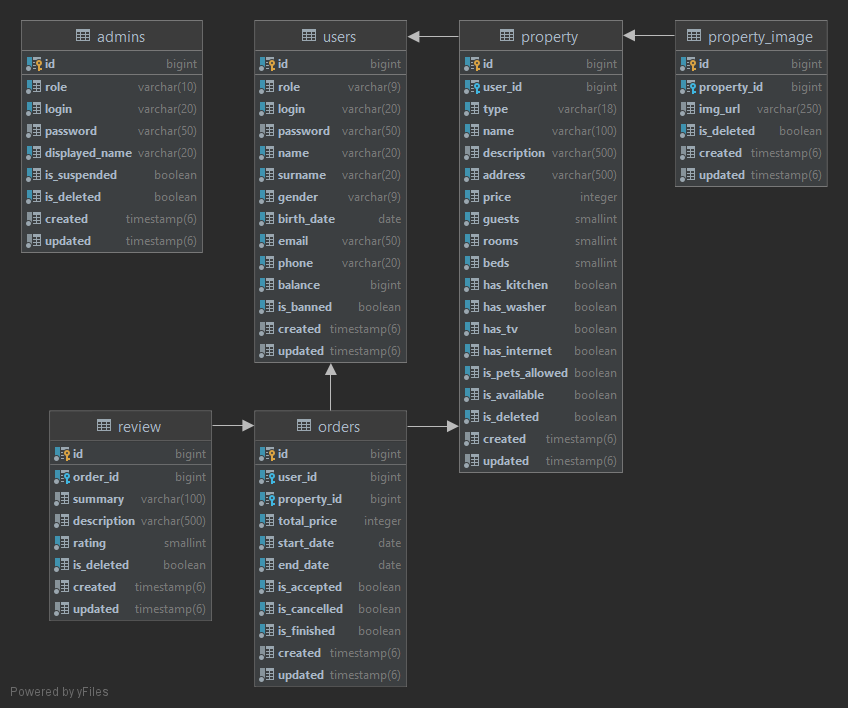 admins
id bigint
role varchar(10)
login varchar(20)
password varchar(50)
displayed_name varchar(20)
is_suspended boolean
is_deleted boolean
created timestamp(6)
updated timestamp(6)
users
id bigint
role varchar(9)
login varchar(20)
password varchar(50)
name varchar(20)
surname varchar(20)
gender varchar(9)
birth_date date
email varchar(50)
phone varchar(20)
balance bigint
is_banned boolean
created timestamp(6)
updated timestamp(6)
property
id bigint
user_id bigint
type varchar(18)
name varchar(100)
description varchar(500)
address varchar(500)
price integer
guests smallint
rooms smallint
beds smallint
has_kitchen boolean
has_washer boolean
has_tv boolean
has_internet boolean
is_pets_allowed boolean
is_available boolean
is_deleted boolean
created timestamp(6)
updated timestamp(6)
property_image
id bigint
property_id bigint
img_url varchar(250)
is_deleted boolean
created timestamp(6)
updated timestamp(6)
review
id bigint
order_id bigint
summary varchar(100)
description varchar(500)
rating smallint
is_deleted boolean
created timestamp(6)
updated timestamp(6)
orders
id bigint
user_id bigint
property_id bigint
total_price integer
start_date date
end_date date
is_accepted boolean
is_cancelled boolean
is_finished boolean
created timestamp(6)
updated timestamp(6)
Powered by yFiles